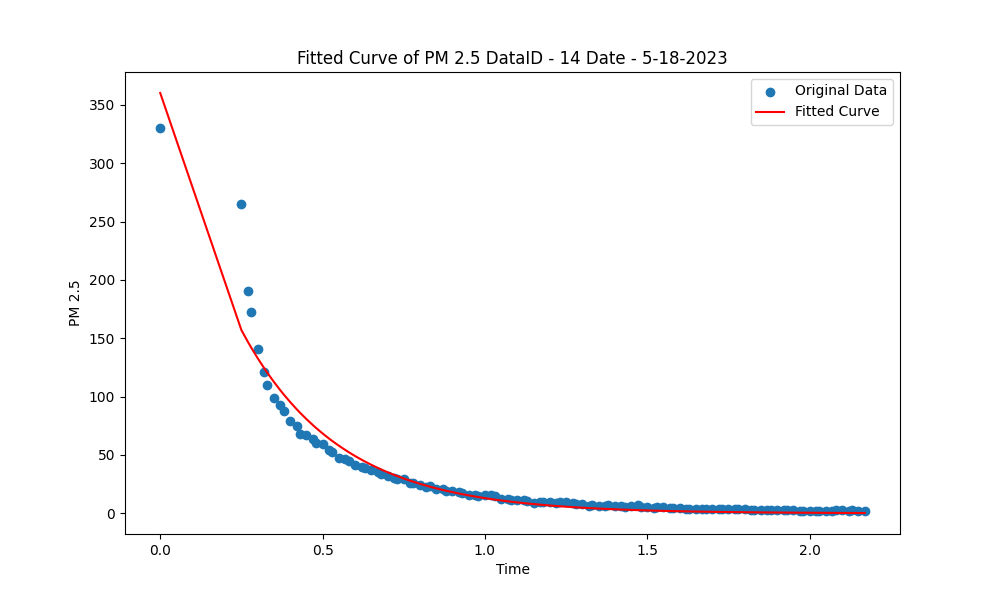 Fitted Curve of PM 2.5 DataID - 14 Date - 5-18-2023
Original Data
Fitted Curve
PM 2.5
350
300
250
200
150
100
50
0
0.0 0.5 1.0 1.5 2.0
Time